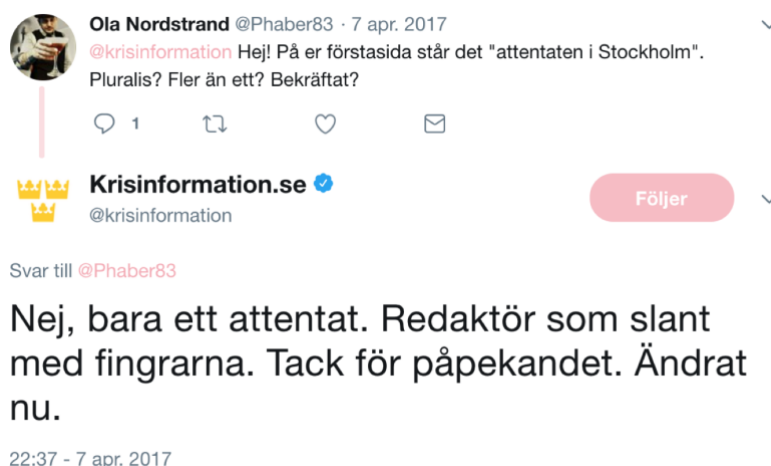 Ola Nordstrand @Phaber83 · 7 apr. 2017
@krisinformation Hej! På er förstasida står det "attentaten i Stockholm".
Pluralis? Fler än ett? Bekräftat?
1
Krisinformation.se
@krisinformation
Följer
Svar till @Phaber83
Nej, bara ett attentat. Redaktör som slant
med fingrarna. Tack för påpekandet. Ändrat
nu.
22:37 - 7 apr. 2017